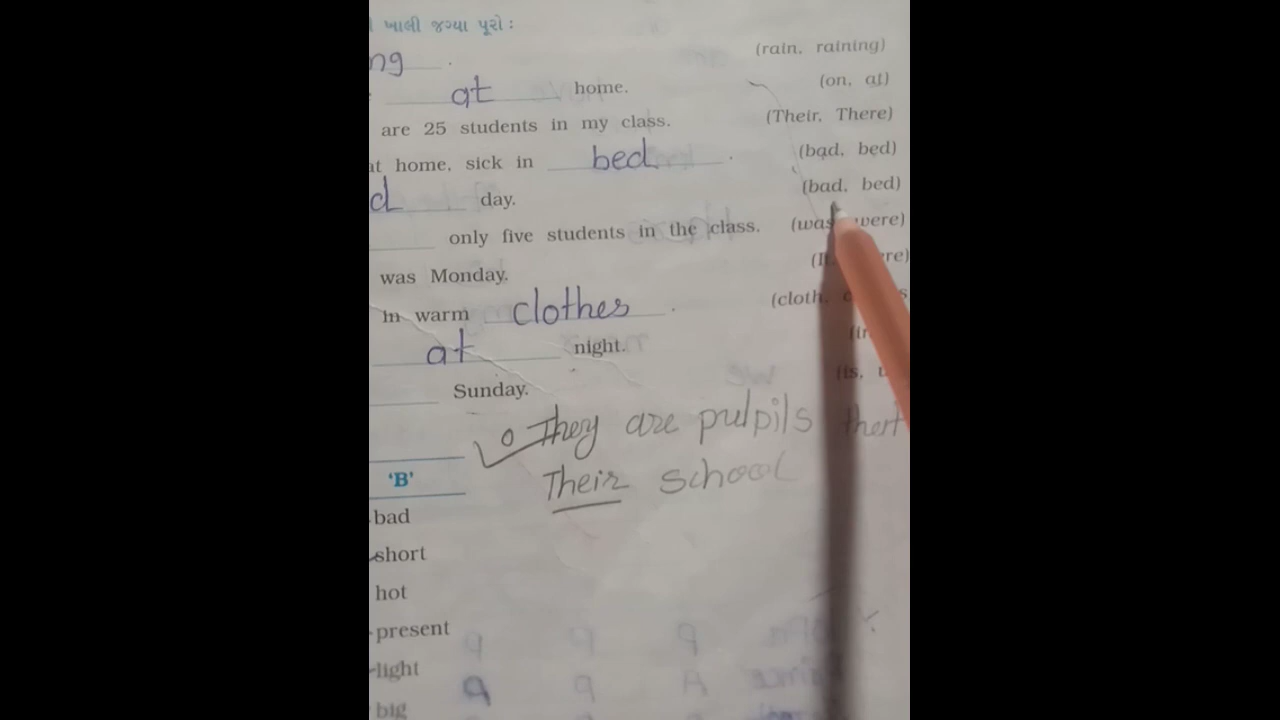 ખાલી જગ્યા પૂરો :
ng . (rain, raining)
at home. (on, at)
are 25 students in my class. (Their, There)
at home, sick in bed . (bad, bed)
d day. (bad, bed)
only five students in the class. (was, were)
was Monday.
in warm clothes . (cloth,
at night.
Sunday. (is,
They are pulpils
Their school
'B'
bad
short
hot
present
light
big